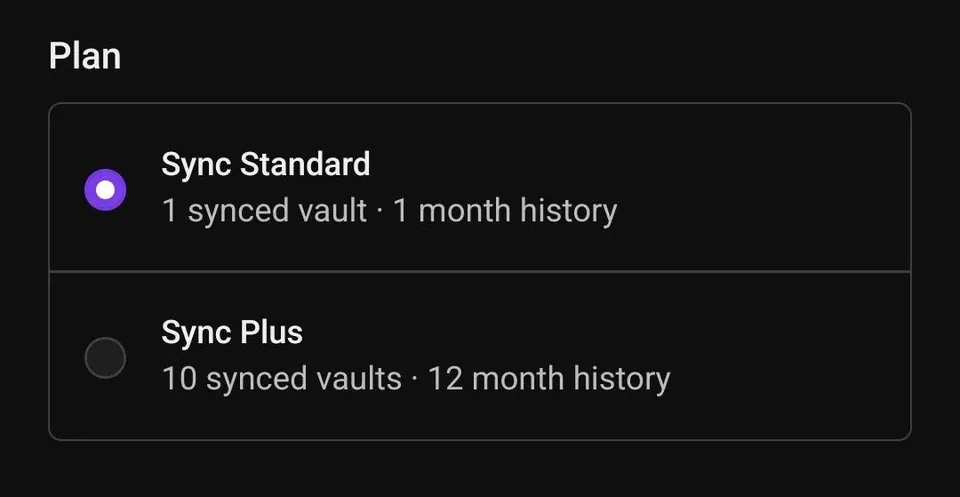 Plan
Sync Standard
1 synced vault · 1 month history
Sync Plus
10 synced vaults · 12 month history